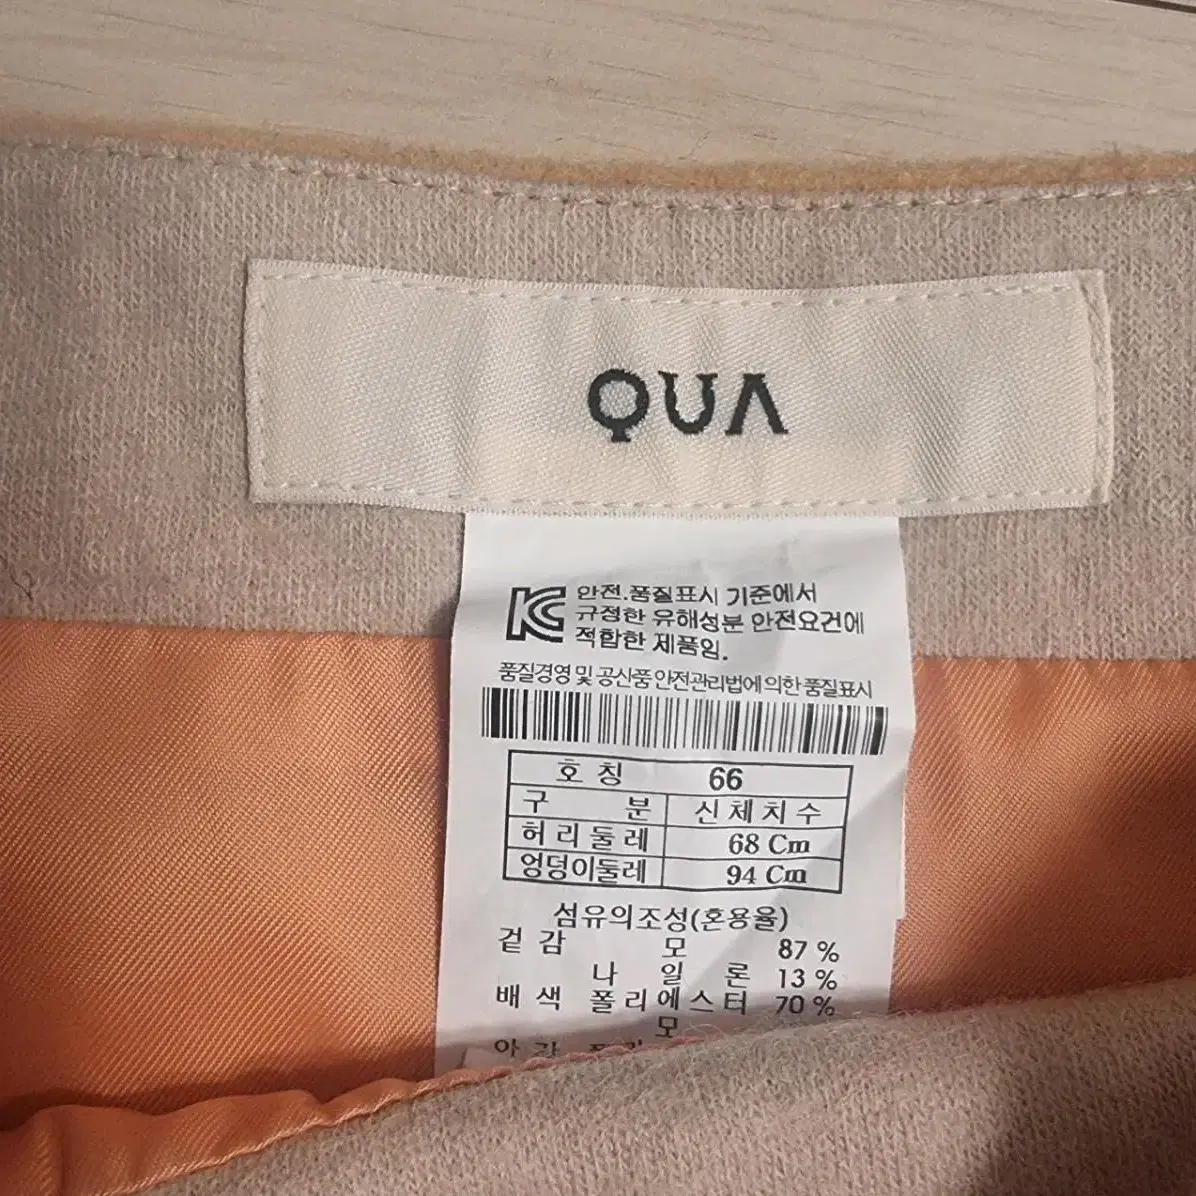 QUA
안전.품질표시 기준에서
규정한 유해성분 안전요건에
적합한 제품임.
품질경영 및 공산품 안전관리법에 의한 품질표시
호 칭 66
구 분 신 체 치 수
허 리 둘 레 68 Cm
엉덩이둘레 94 Cm
섬유의조성(혼용율)
겉 감 모 87 %
나 일 론 13 %
배 색 폴 리 에 스 터 70 %
모